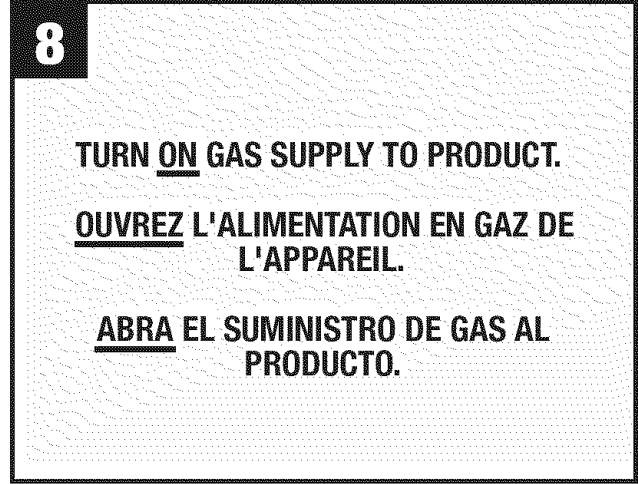 8
TURN ON GAS SUPPLY TO PRODUCT.
OUVREZ L'ALIMENTATION EN GAZ DE
L'APPAREIL.
ABRA EL SUMINISTRO DE GAS AL
PRODUCTO.